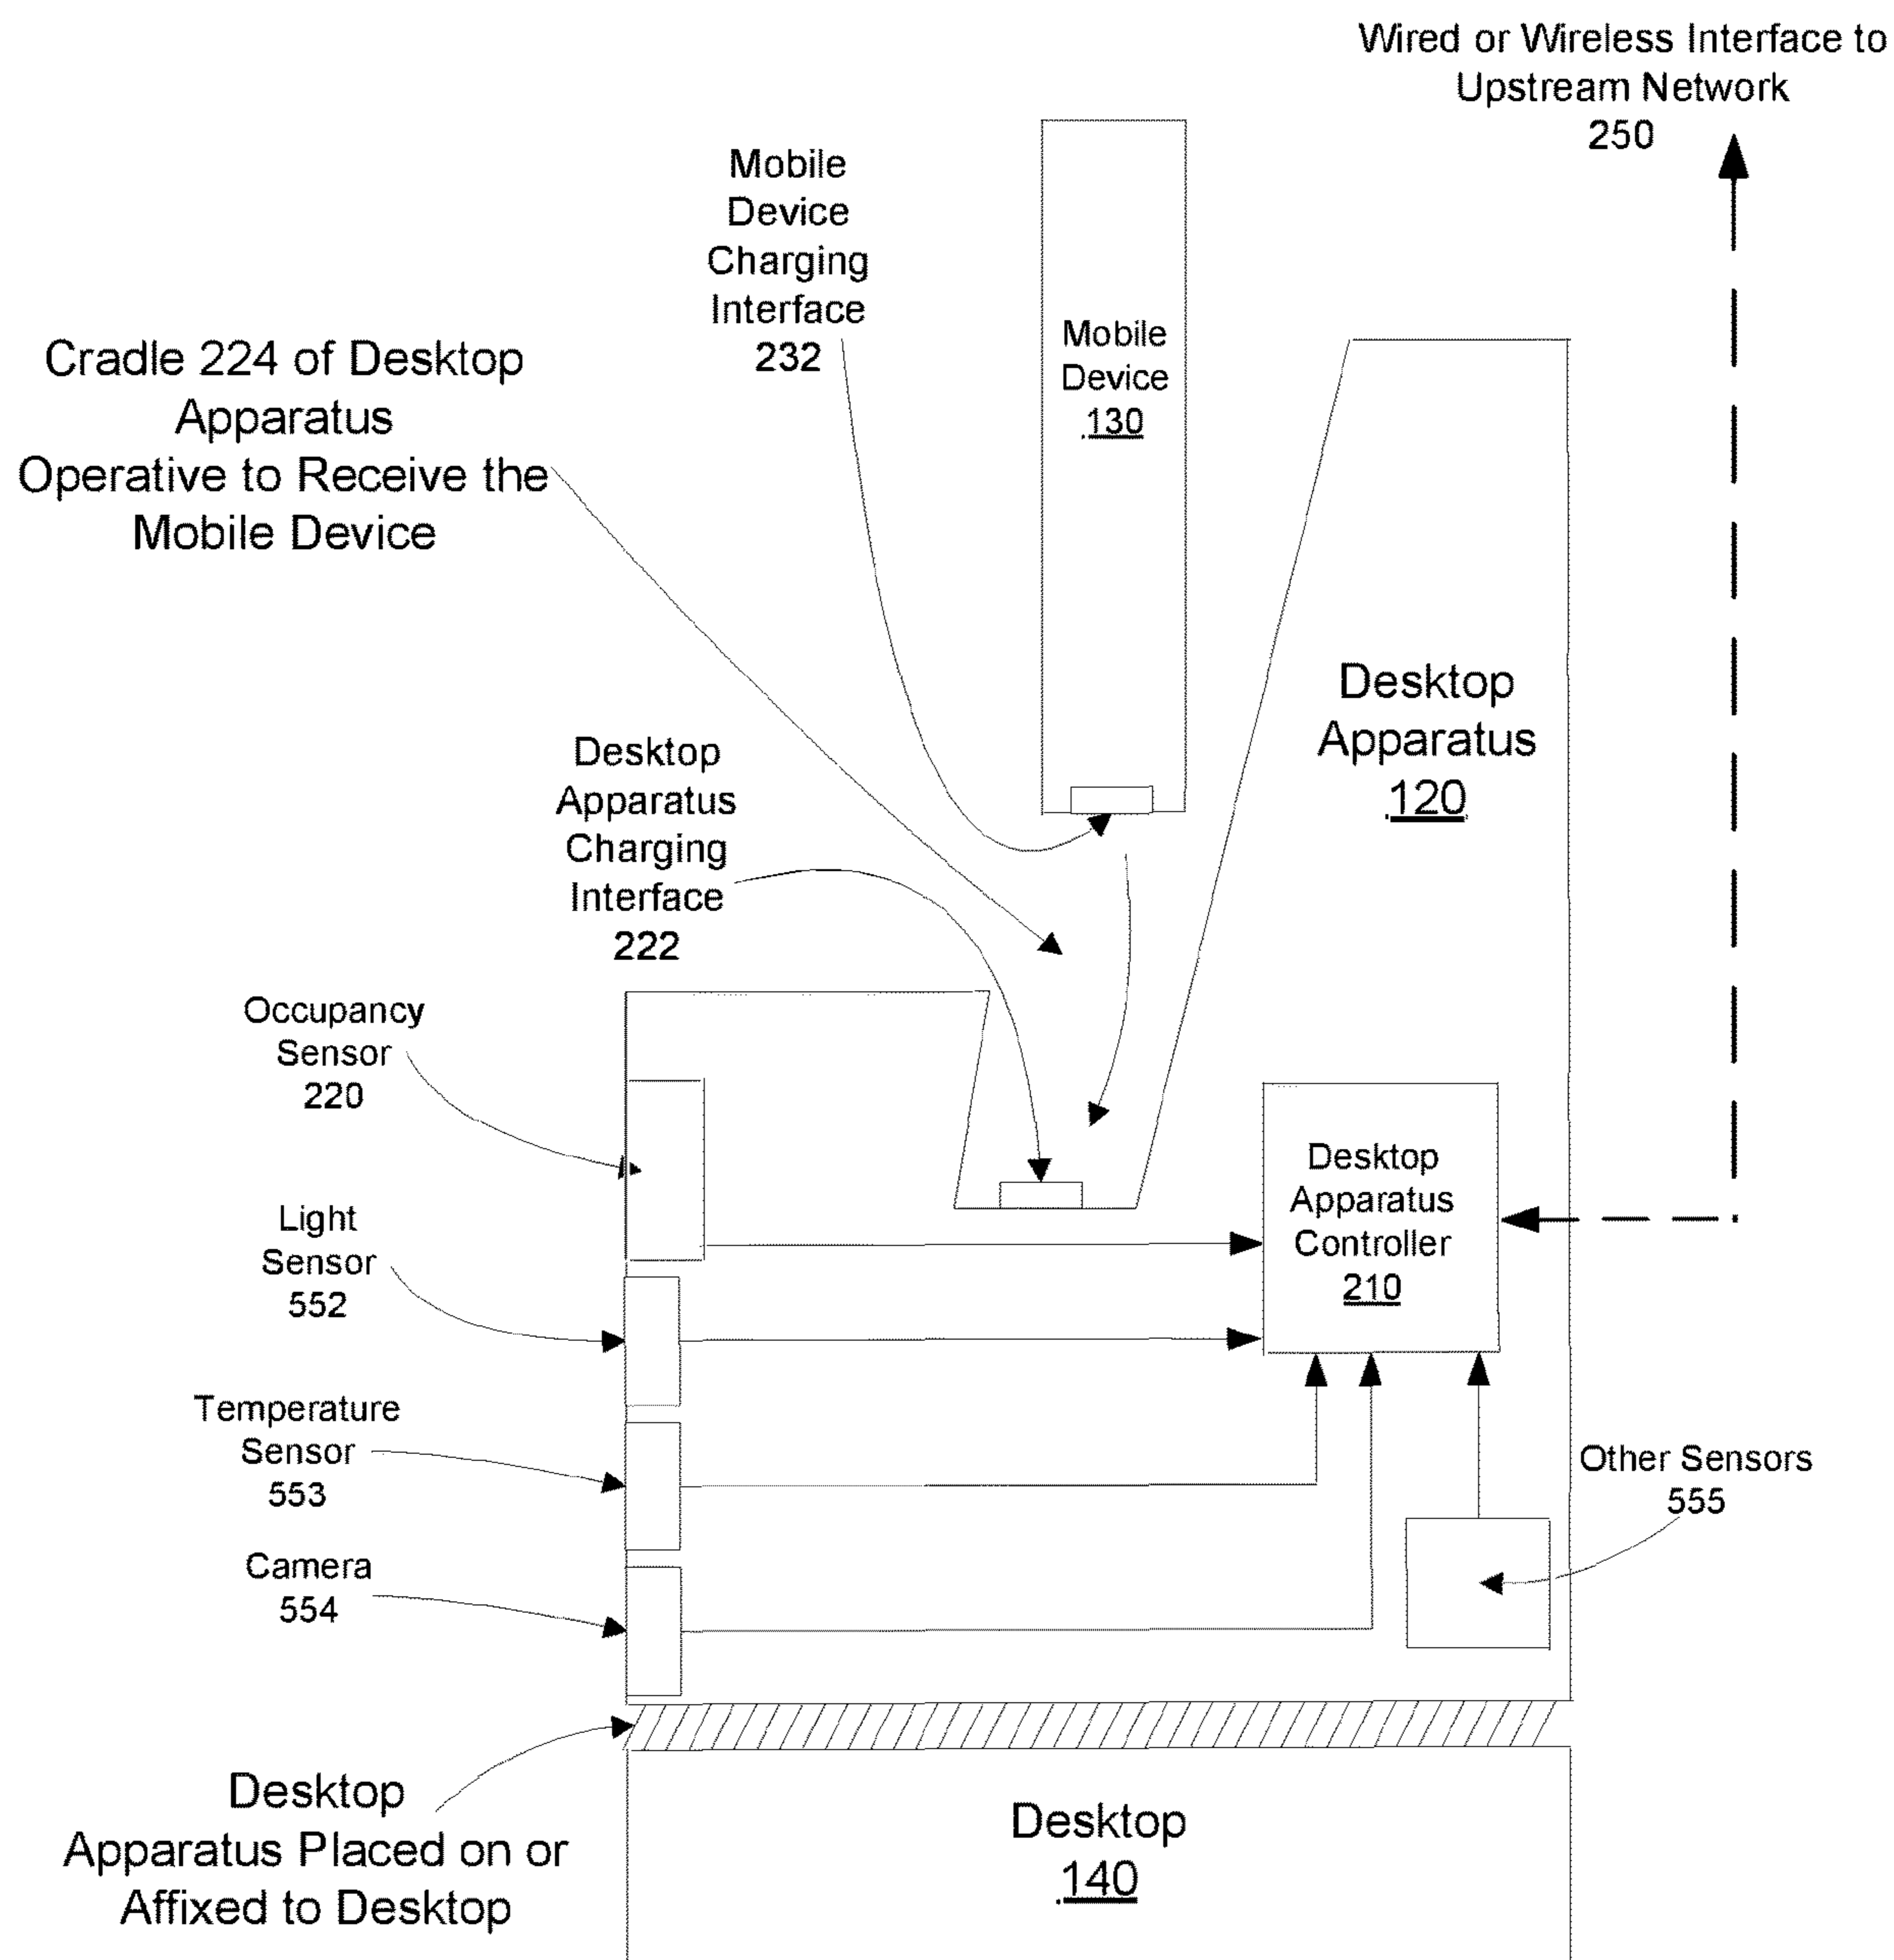 Wired or Wireless Interface to
Upstream Network
250
Mobile
Device
Charging
Interface
232
Mobile
Device
130
Cradle 224 of Desktop
Apparatus
Operative to Receive the
Mobile Device
Desktop
Apparatus
120
Desktop
Apparatus
Charging
Interface
222
Occupancy
Sensor
220
Desktop
Apparatus
Controller
210
Light
Sensor
552
Temperature
Sensor
553
Other Sensors
555
Camera
554
Desktop
Apparatus Placed on or
Affixed to Desktop
Desktop
140